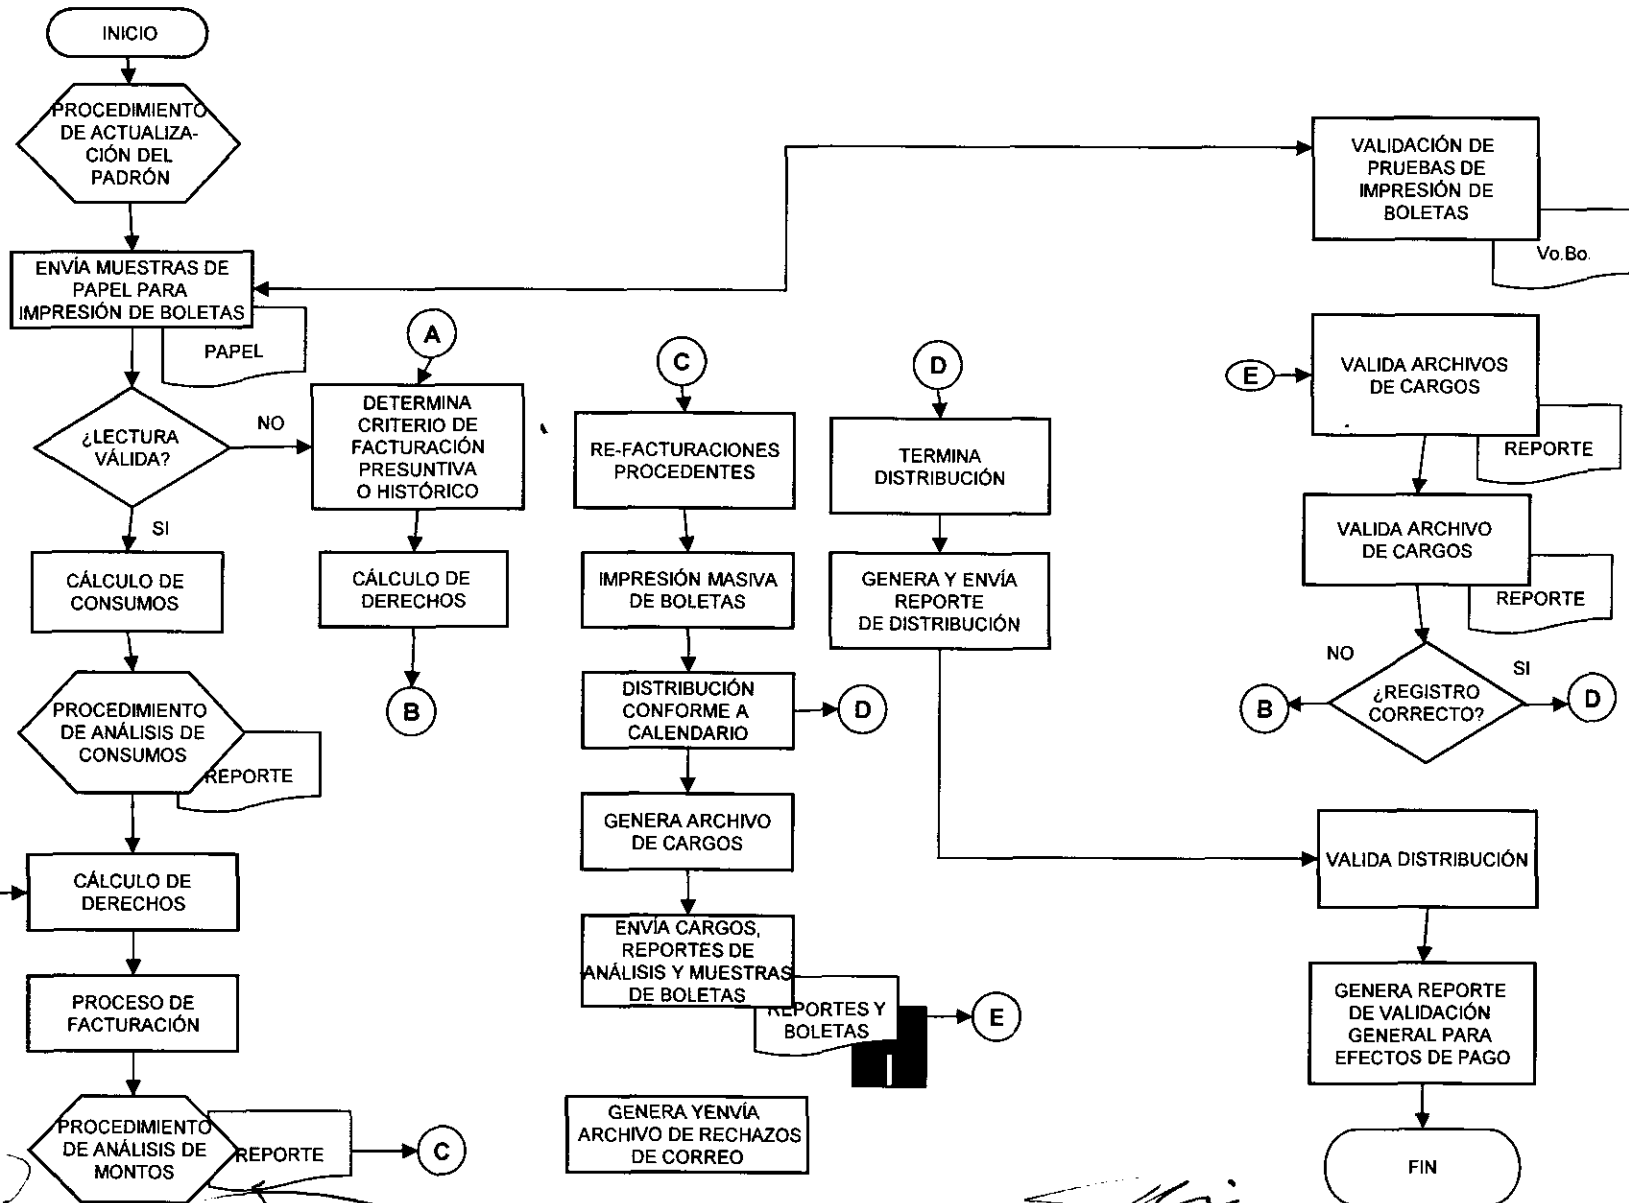 INICIO
PROCEDIMIENTO
DE ACTUALIZA-
CIÓN DEL
PADRÓN
ENVÍA MUESTRAS DE
PAPEL PARA
IMPRESIÓN DE BOLETAS
PAPEL
¿LECTURA
VÁLIDA?
NO
SI
CÁLCULO DE
CONSUMOS
PROCEDIMIENTO
DE ANÁLISIS DE
CONSUMOS
REPORTE
CÁLCULO DE
DERECHOS
PROCESO DE
FACTURACIÓN
PROCEDIMIENTO
DE ANÁLISIS DE
MONTOS
REPORTE
C
A
DETERMINA
CRITERIO DE
FACTURACIÓN
PRESUNTIVA
O HISTÓRICO
CÁLCULO DE
DERECHOS
B
C
RE-FACTURACIONES
PROCEDENTES
IMPRESIÓN MASIVA
DE BOLETAS
DISTRIBUCIÓN
CONFORME A
CALENDARIO
D
GENERA ARCHIVO
DE CARGOS
ENVÍA CARGOS,
REPORTES DE
ANÁLISIS Y MUESTRAS
DE BOLETAS
REPORTES Y
BOLETAS
E
GENERA YENVÍA
ARCHIVO DE RECHAZOS
DE CORREO
D
TERMINA
DISTRIBUCIÓN
GENERA Y ENVÍA
REPORTE
DE DISTRIBUCIÓN
VALIDACIÓN DE
PRUEBAS DE
IMPRESIÓN DE
BOLETAS
Vo.Bo.
E
VALIDA ARCHIVOS
DE CARGOS
REPORTE
VALIDA ARCHIVO
DE CARGOS
REPORTE
NO
SI
B
¿REGISTRO
CORRECTO?
D
VALIDA DISTRIBUCIÓN
GENERA REPORTE
DE VALIDACIÓN
GENERAL PARA
EFECTOS DE PAGO
FIN